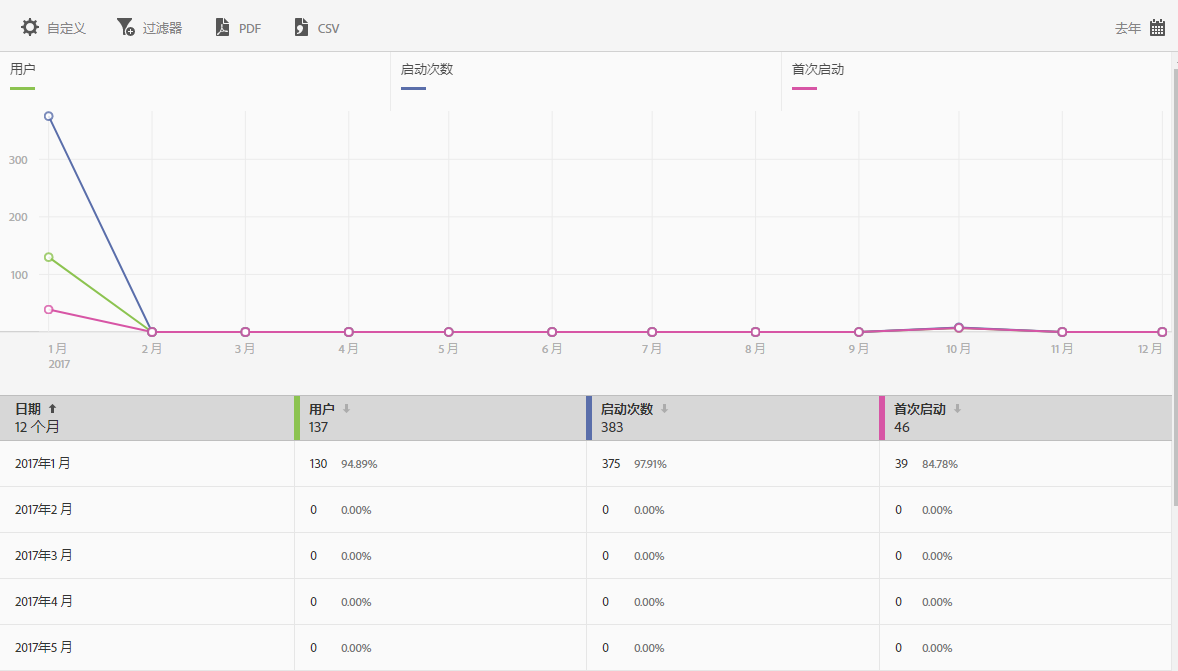 自定义 过滤器 PDF CSV 去年
用户 启动次数 首次启动
300
200
100
1 月 2 月 3 月 4 月 5 月 6 月 7 月 8 月 9 月 10 月 11 月 12 月
2017
日期 用户 启动次数 首次启动
12 个月 137 383 46
2017年1 月 130 94.89% 375 97.91% 39 84.78%
2017年2 月 0 0.00% 0 0.00% 0 0.00%
2017年3 月 0 0.00% 0 0.00% 0 0.00%
2017年4 月 0 0.00% 0 0.00% 0 0.00%
2017年5 月 0 0.00% 0 0.00% 0 0.00%